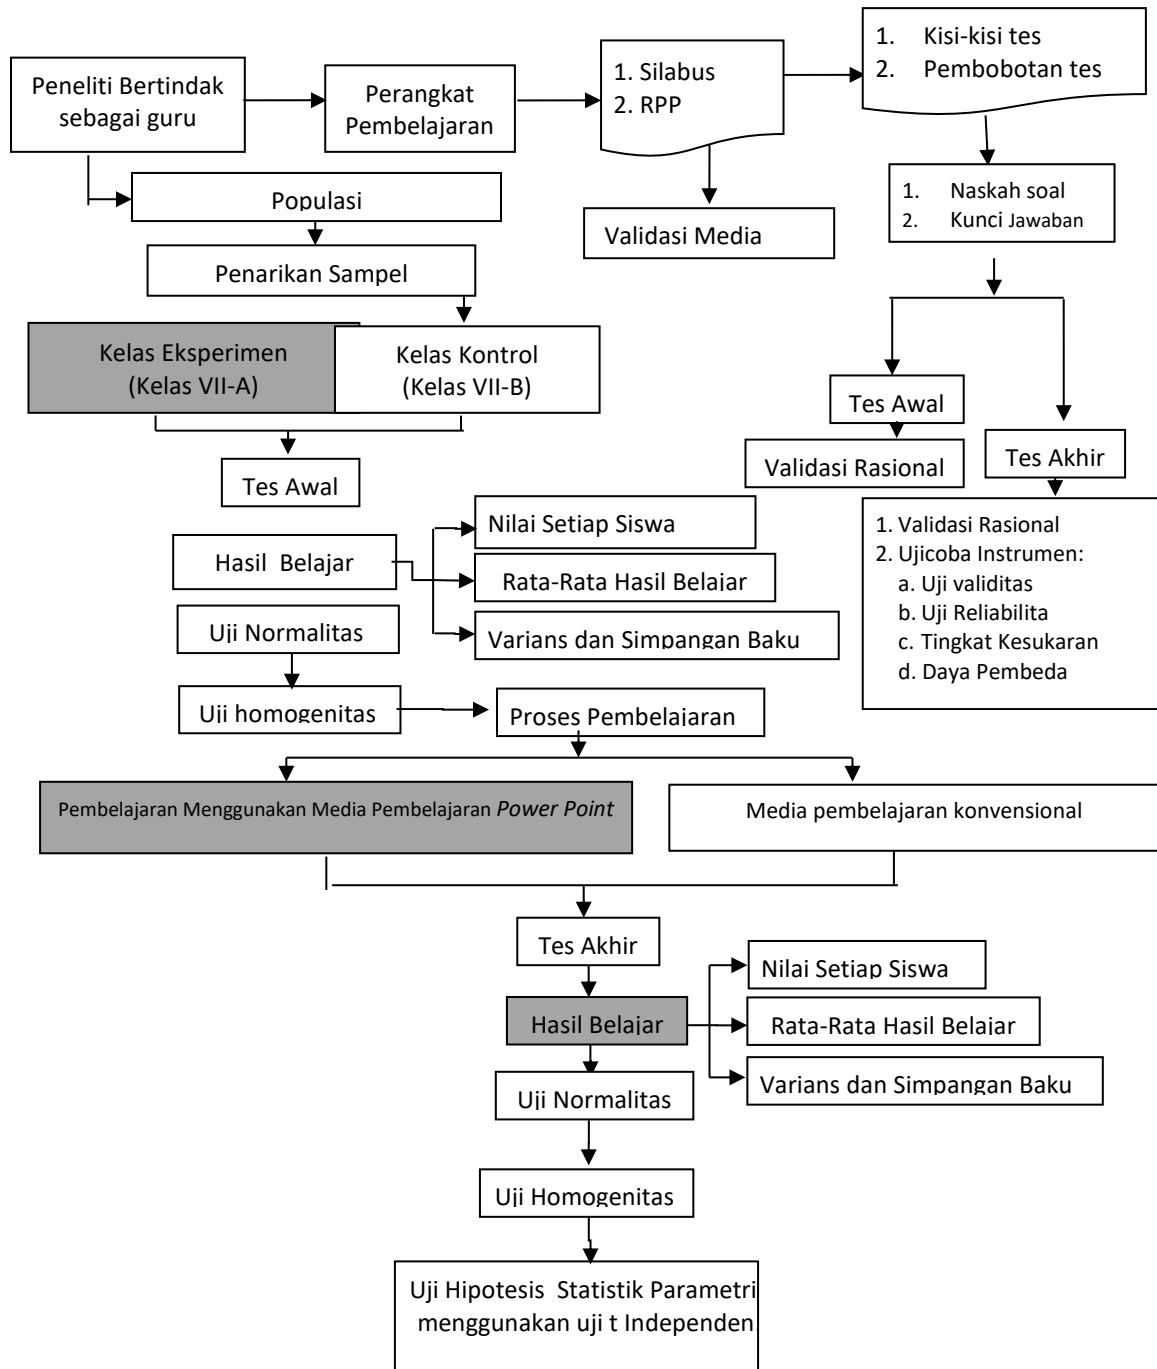 Peneliti Bertindak
sebagai guru
Perangkat
Pembelajaran
1. Silabus
2. RPP
1. Kisi-kisi tes
2. Pembobotan tes
Populasi
Validasi Media
1. Naskah soal
2. Kunci Jawaban
Penarikan Sampel
Kelas Eksperimen
(Kelas VII-A)
Kelas Kontrol
(Kelas VII-B)
Tes Awal
Validasi Rasional
Tes Akhir
Tes Awal
1. Validasi Rasional
2. Ujicoba Instrumen:
a. Uji validitas
b. Uji Reliabilita
c. Tingkat Kesukaran
d. Daya Pembeda
Hasil Belajar
Nilai Setiap Siswa
Rata-Rata Hasil Belajar
Varians dan Simpangan Baku
Uji Normalitas
Uji homogenitas
Proses Pembelajaran
Pembelajaran Menggunakan Media Pembelajaran Power Point
Media pembelajaran konvensional
Tes Akhir
Hasil Belajar
Nilai Setiap Siswa
Rata-Rata Hasil Belajar
Varians dan Simpangan Baku
Uji Normalitas
Uji Homogenitas
Uji Hipotesis Statistik Parametri
menggunakan uji t Independen